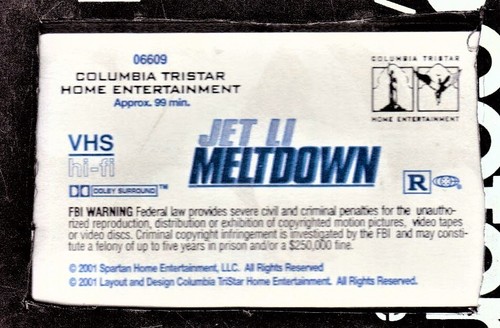 06609
COLUMBIA TRISTAR
HOME ENTERTAINMENT
Approx. 99 min.
COLUMBIA TRISTAR
HOME ENTERTAINMENT
VHS
hi-fi
DOLBY SURROUND™
JET LI
MELTDOWN
R
FBI WARNING Federal law provides severe civil and criminal penalties for the unautho-
rized reproduction, distribution or exhibition of copyrighted motion pictures, video tapes
or video discs. Criminal copyright infringement is investigated by the FBI and may consti-
tute a felony of up to five years in prison and/or a $250,000 fine.
© 2001 Spartan Home Entertainment, LLC. All Rights Reserved
© 2001 Layout and Design Columbia TriStar Home Entertainment. All Rights Reserved.